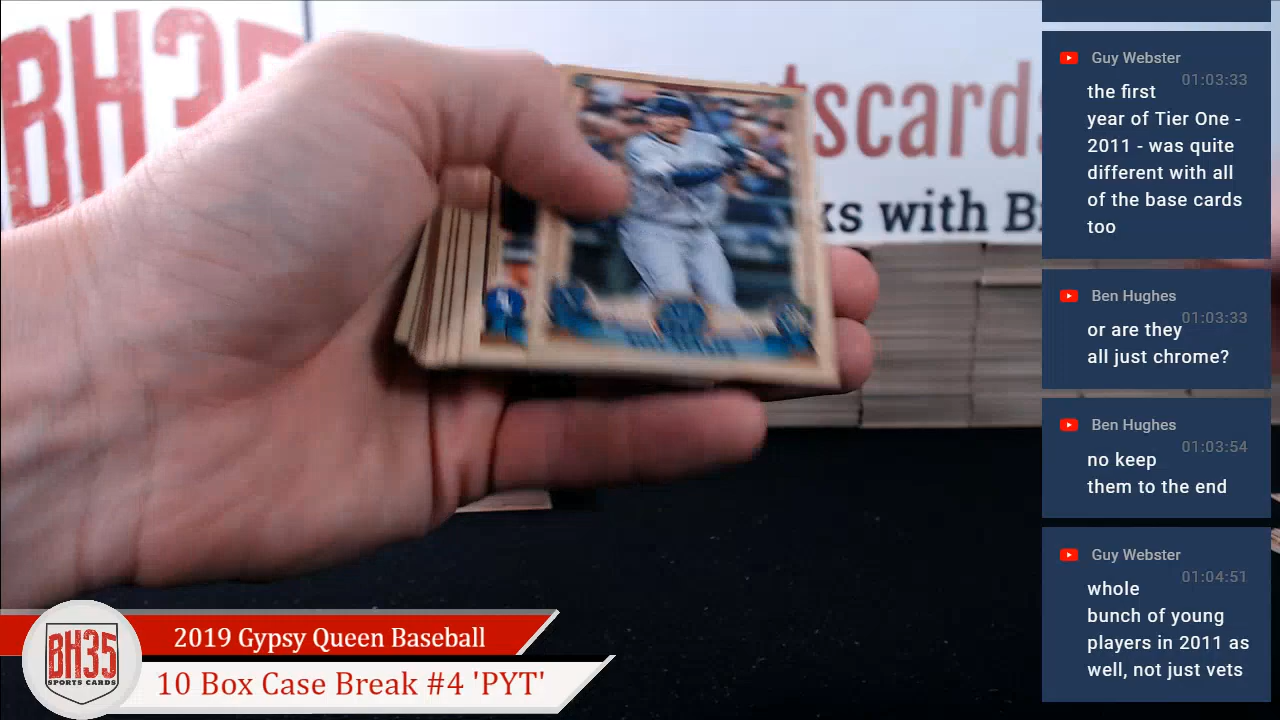 BH35
tscards
ks with B
Guy Webster
01:03:33
the first
year of Tier One -
2011 - was quite
different with all
of the base cards
too
Ben Hughes
01:03:33
or are they
all just chrome?
Ben Hughes
01:03:54
no keep
them to the end
Guy Webster
01:04:51
whole
bunch of young
players in 2011 as
well, not just vets
2019 Gypsy Queen Baseball
10 Box Case Break #4 'PYT'
BH35
SPORTS CARDS